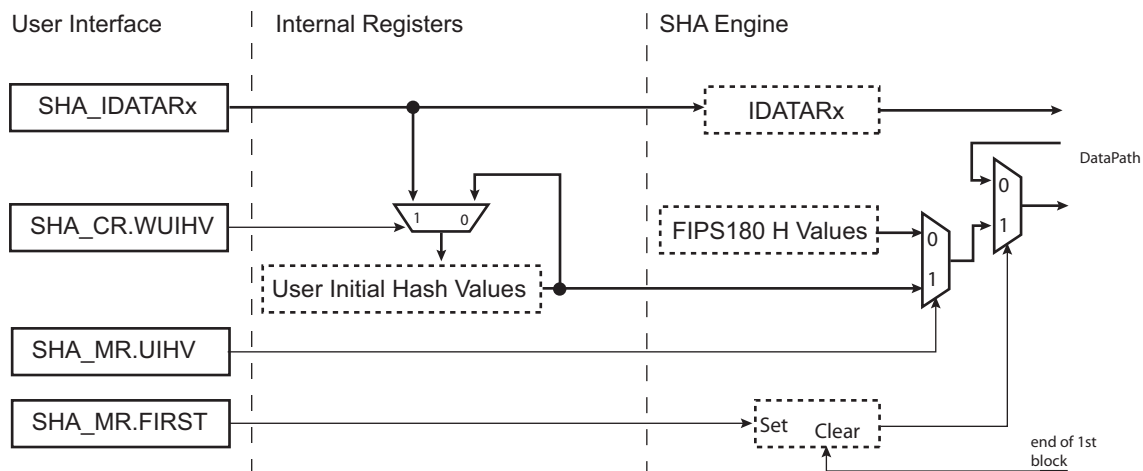 User Interface
Internal Registers
SHA Engine
SHA_IDATARx
IDATARx
DataPath
0
1
1 0
SHA_CR.WUIHV
FIPS180 H Values
0
1
User Initial Hash Values
SHA_MR.UIHV
SHA_MR.FIRST
Set
Clear
end of 1st
block